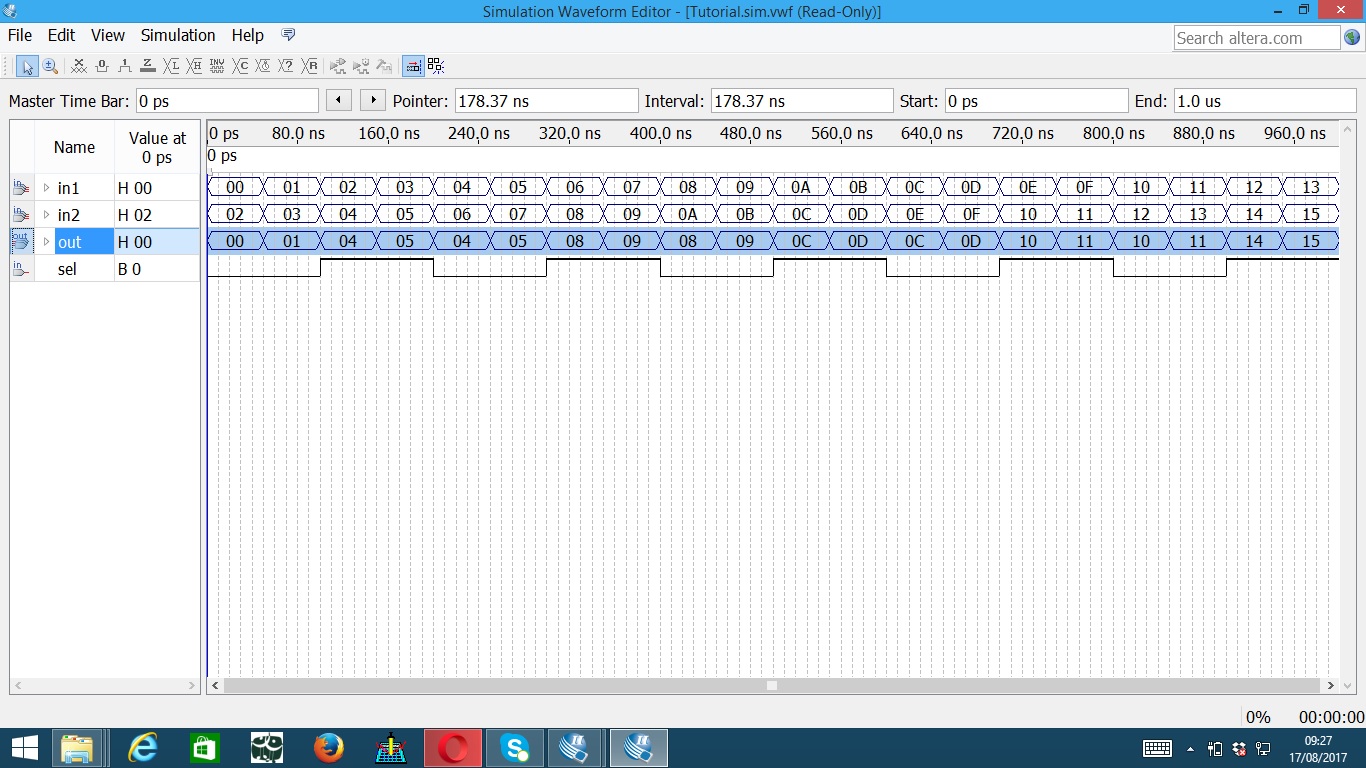 Simulation Waveform Editor - [Tutorial.sim.vwf (Read-Only)]
File Edit View Simulation Help
Search altera.com
Master Time Bar: 0 ps Pointer: 178.37 ns Interval: 178.37 ns Start: 0 ps End: 1.0 us
Name Value at 0 ps 0 ps 80.0 ns 160.0 ns 240.0 ns 320.0 ns 400.0 ns 480.0 ns 560.0 ns 640.0 ns 720.0 ns 800.0 ns 880.0 ns 960.0 ns
0 ps
in in1 H 00 00 01 02 03 04 05 06 07 08 09 0A 0B 0C 0D 0E 0F 10 11 12 13
in in2 H 02 02 03 04 05 06 07 08 09 0A 0B 0C 0D 0E 0F 10 11 12 13 14 15
out out H 00 00 01 04 05 04 05 08 09 08 09 0C 0D 0C 0D 10 11 10 11 14 15
in sel B 0
0% 00:00:00
09:27
17/08/2017